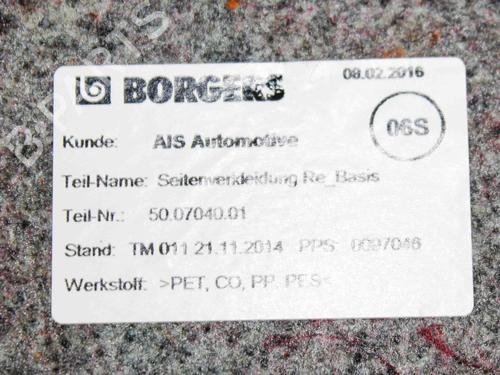 BORGERS 08.02.2016
06S
Kunde: AIS Automotive
Teil-Name: Seitenverkleidung Re_Basis
Teil-Nr.: 50.07040.01
Stand: TM 011 21.11.2014 PPS: 0097046
Werkstoff: >PET, CO, PP, PES<